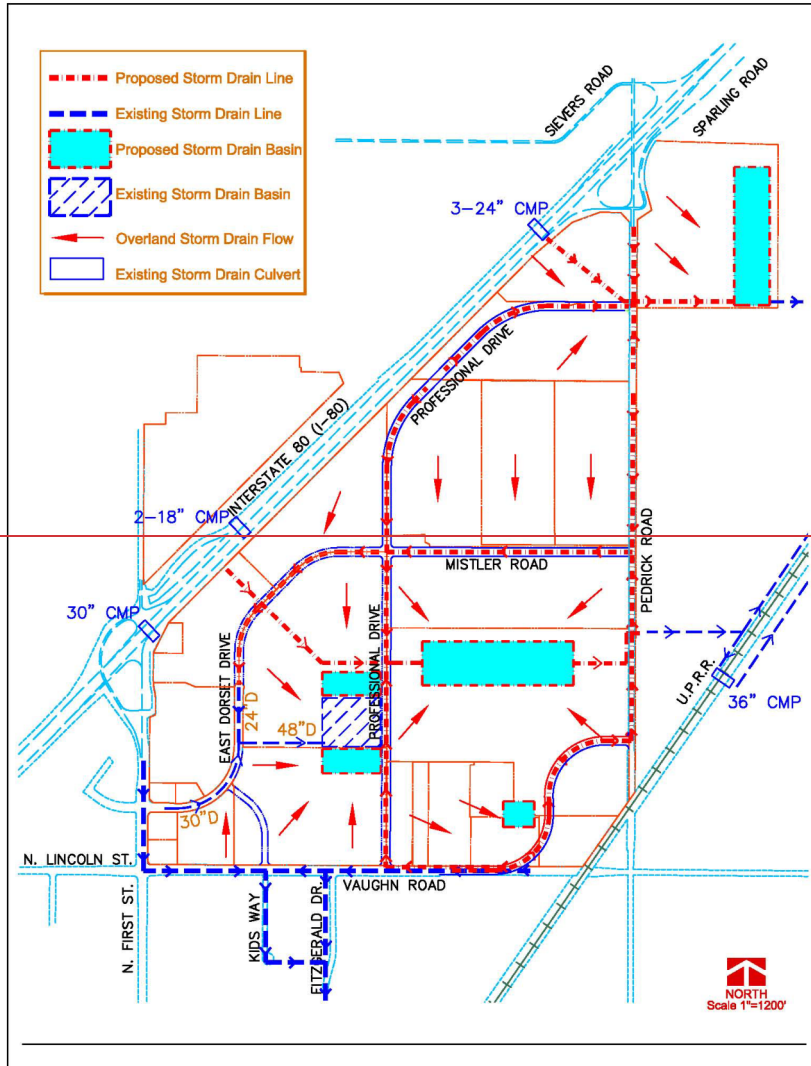 Proposed Storm Drain Line
Existing Storm Drain Line
Proposed Storm Drain Basin
Existing Storm Drain Basin
Overland Storm Drain Flow
Existing Storm Drain Culvert
SIEVERS ROAD
SPARLING ROAD
3-24" CMP
PROFESSIONAL DRIVE
INTERSTATE 80 (I-80)
2-18" CMP
MISTLER ROAD
PEDRICK ROAD
30" CMP
EAST DORSET DRIVE
24"D
48"D
PROFESSIONAL DRIVE
U.P.R.R.
36" CMP
30"D
N. LINCOLN ST.
VAUGHN ROAD
N. FIRST ST.
KIDS WAY
FITZGERALD DR.
NORTH
Scale 1"=1200'